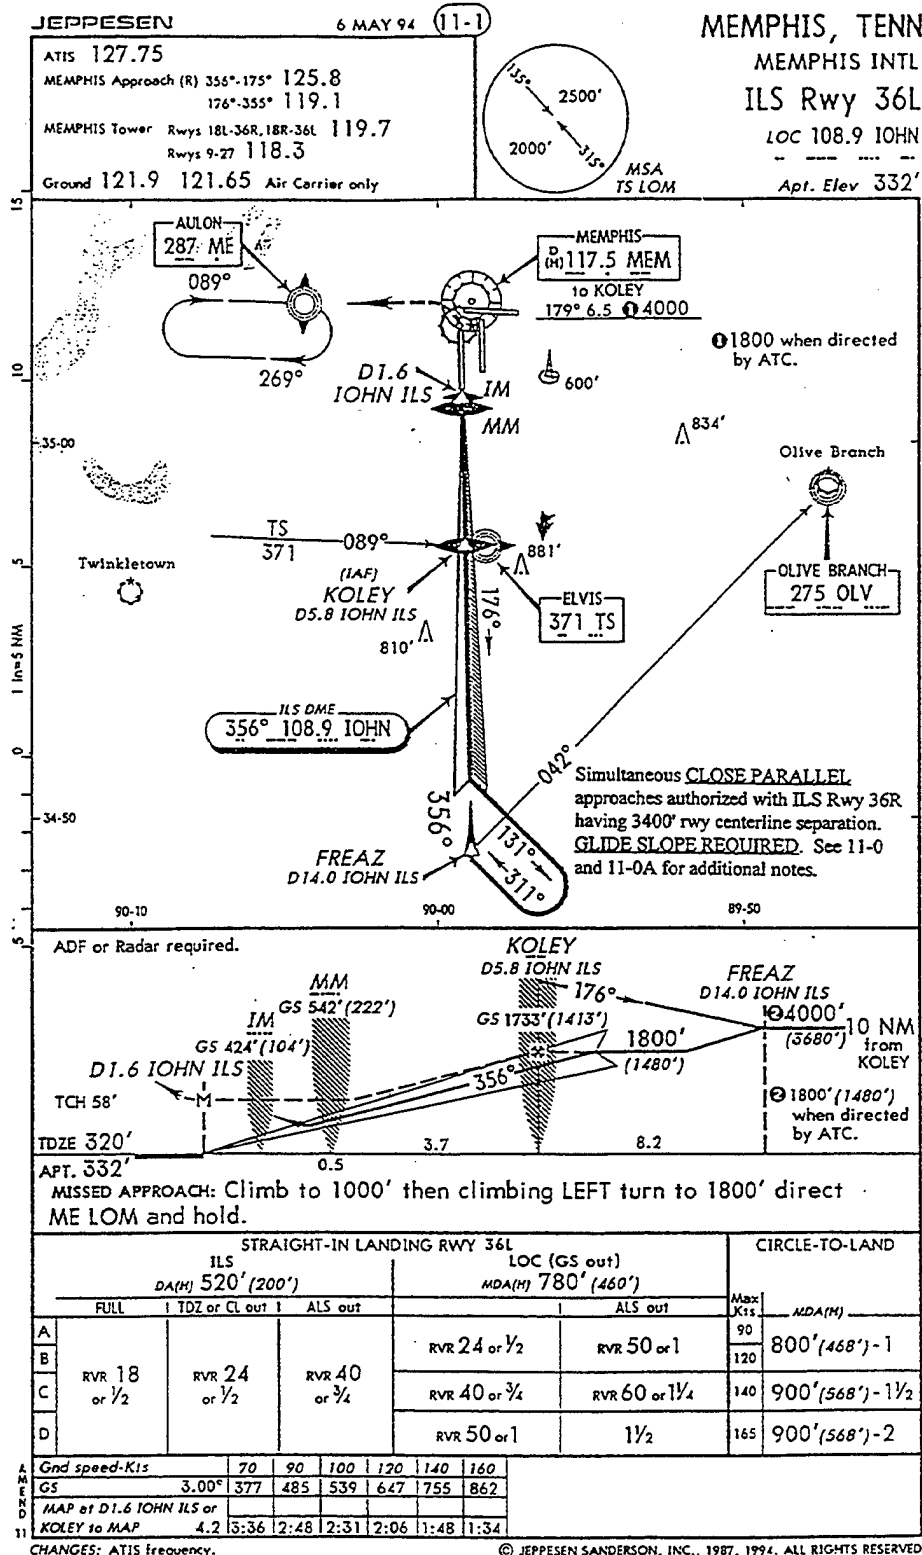 JEPPESEN 6 MAY 94 11-1 MEMPHIS, TENN
MEMPHIS INTL
ILS Rwy 36L
LOC 108.9 IOHN
Apt. Elev 332'
ATIS 127.75
MEMPHIS Approach (R) 356°-175° 125.8
176°-355° 119.1
MEMPHIS Tower Rwys 18L-36R,18R-36L 119.7
Rwys 9-27 118.3
Ground 121.9 121.65 Air Carrier only
135°
2500'
2000'
315°
MSA
TS LOM
15
AULON
287 ME
089°
269°
MEMPHIS
D
(H) 117.5 MEM
to KOLEY
179° 6.5 ❶ 4000
❶ 1800 when directed
by ATC.
10
D1.6
IOHN ILS
IM
MM
600'
834'
35-00
Olive Branch
TS
371
089°
Twinkletown
5
(IAF)
KOLEY
D5.8 IOHN ILS
881'
810'
176°
ELVIS
371 TS
OLIVE BRANCH
275 OLV
1 in=5 NM
ILS DME
356° 108.9 IOHN
0
042°
356°
Simultaneous CLOSE PARALLEL
approaches authorized with ILS Rwy 36R
having 3400' rwy centerline separation.
GLIDE SLOPE REQUIRED. See 11-0
and 11-0A for additional notes.
34-50
131°
311°
FREAZ
D14.0 IOHN ILS
90-10 90-00 89-50
5
ADF or Radar required.
KOLEY
D5.8 IOHN ILS
FREAZ
D14.0 IOHN ILS
MM
GS 542'(222')
IM
GS 424'(104')
176°
GS 1733'(1413')
❷4000'
(3680')
10 NM
from
KOLEY
1800'
(1480')
356°
D1.6 IOHN ILS
TCH 58'
M
❷ 1800'(1480')
when directed
by ATC.
TDZE 320'
0.5 3.7 8.2
APT. 332'
MISSED APPROACH: Climb to 1000' then climbing LEFT turn to 1800' direct
ME LOM and hold.
STRAIGHT-IN LANDING RWY 36L CIRCLE-TO-LAND
ILS LOC (GS out)
DA(H) 520'(200') MDA(H) 780'(460')
FULL TDZ or CL out ALS out ALS out Max Kts MDA(H)
A
B
C
D
RVR 18
or 1/2
RVR 24
or 1/2
RVR 40
or 3/4
RVR 24 or 1/2 RVR 50 or 1
90
120
800'(468')-1
RVR 40 or 3/4 RVR 60 or 1 1/4 140 900'(568')-1 1/2
RVR 50 or 1 1 1/2 165 900'(568')-2
Gnd speed-Kts 70 90 100 120 140 160
GS 3.00° 377 485 539 647 755 862
MAP at D1.6 IOHN ILS or
KOLEY to MAP 4.2 3:36 2:48 2:31 2:06 1:48 1:34
AMEND 11
CHANGES: ATIS frequency. © JEPPESEN SANDERSON, INC., 1987, 1994. ALL RIGHTS RESERVED